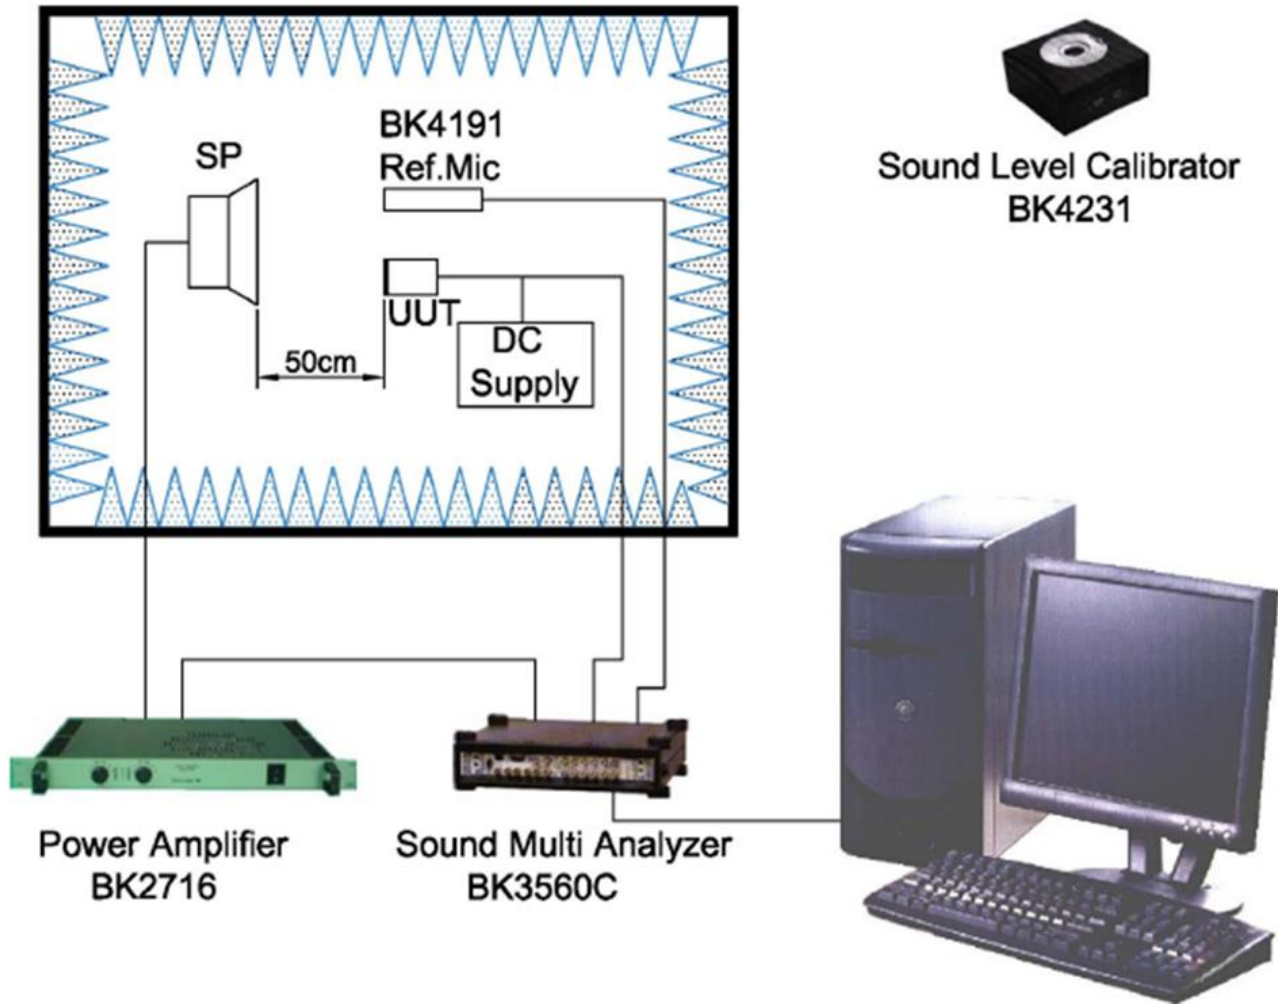 BK4191
Ref.Mic
SP
UUT
50cm
DC
Supply
Sound Level Calibrator
BK4231
Power Amplifier
BK2716
Sound Multi Analyzer
BK3560C